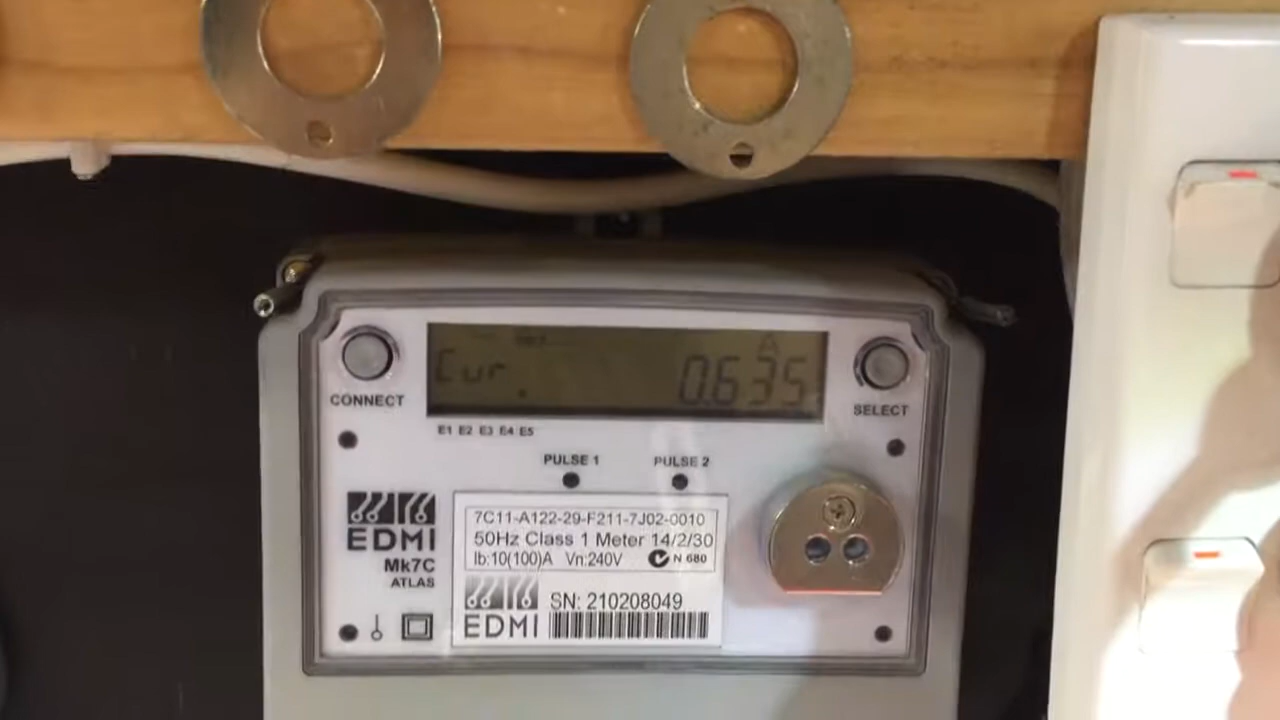 Cur 0.635
A
CONNECT
SELECT
E1 E2 E3 E4 E5
PULSE 1 PULSE 2
EDMI
Mk7C
ATLAS
7C11-A122-29-F211-7J02-0010
50Hz Class 1 Meter 14/2/30
Ib:10(100)A Vn:240V N 680
EDMI
SN: 210208049